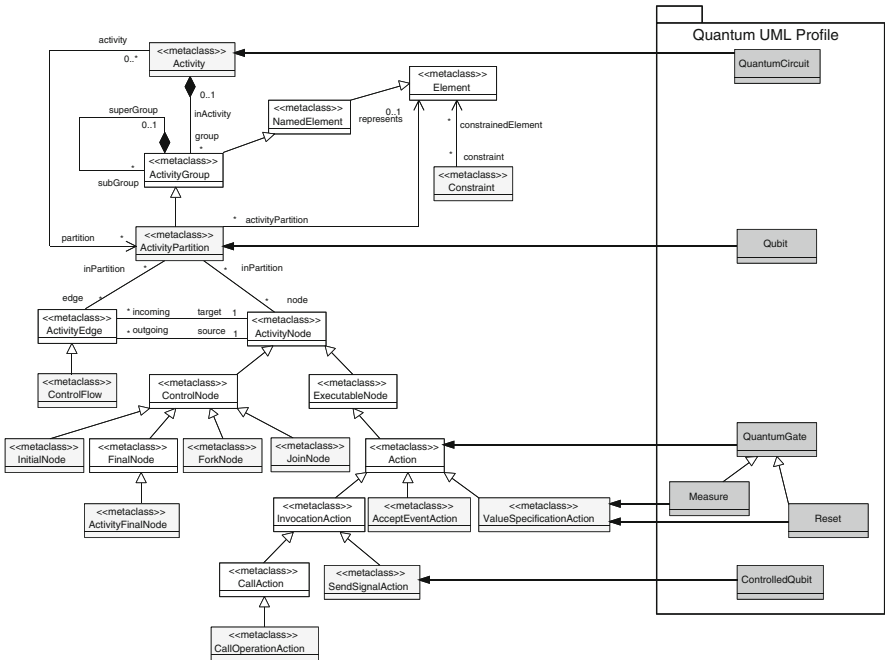 Quantum UML Profile
activity
0..*
<<metaclass>>
Activity
QuantumCircuit
0..1
inActivity
group
*
superGroup
0..1
*
subGroup
<<metaclass>>
ActivityGroup
<<metaclass>>
NamedElement
<<metaclass>>
Element
0..1
represents
*
constrainedElement
*
constraint
<<metaclass>>
Constraint
* activityPartition
partition
*
<<metaclass>>
ActivityPartition
Qubit
inPartition
*
*
inPartition
edge
*
*
node
<<metaclass>>
ActivityEdge
* incoming
target
1
* outgoing
source
1
<<metaclass>>
ActivityNode
<<metaclass>>
ControlFlow
<<metaclass>>
ControlNode
<<metaclass>>
ExecutableNode
<<metaclass>>
InitialNode
<<metaclass>>
FinalNode
<<metaclass>>
ForkNode
<<metaclass>>
JoinNode
<<metaclass>>
Action
QuantumGate
<<metaclass>>
ActivityFinalNode
<<metaclass>>
InvocationAction
<<metaclass>>
AcceptEventAction
<<metaclass>>
ValueSpecificationAction
Measure
Reset
<<metaclass>>
CallAction
<<metaclass>>
SendSignalAction
ControlledQubit
<<metaclass>>
CallOperationAction